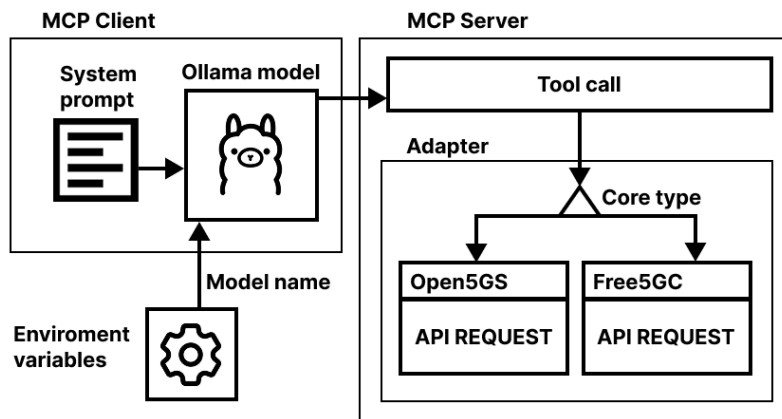 MCP Client
MCP Server
System
prompt
Ollama model
Tool call
Adapter
Core type
Model name
Open5GS
Free5GC
API REQUEST
API REQUEST
Enviroment
variables